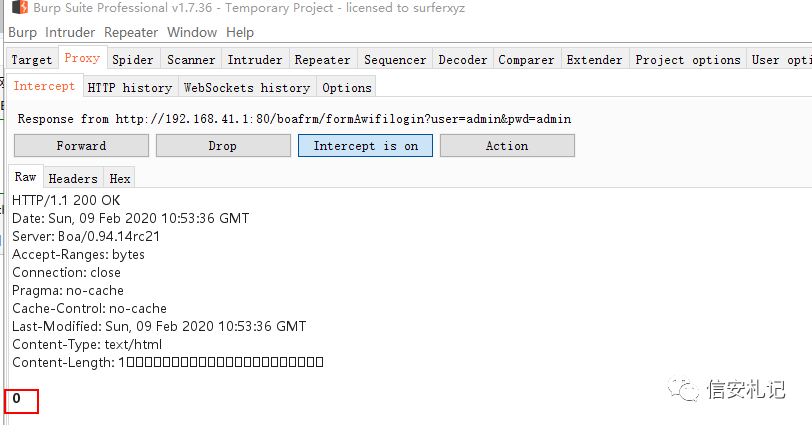 Burp Suite Professional v1.7.36 - Temporary Project - licensed to surferxyz
Burp Intruder Repeater Window Help
Target Proxy Spider Scanner Intruder Repeater Sequencer Decoder Comparer Extender Project options User opti
Intercept HTTP history WebSockets history Options
Response from http://192.168.41.1:80/boafrm/formAwifilogin?user=admin&pwd=admin
Forward Drop Intercept is on Action
Raw Headers Hex
HTTP/1.1 200 OK
Date: Sun, 09 Feb 2020 10:53:36 GMT
Server: Boa/0.94.14rc21
Accept-Ranges: bytes
Connection: close
Pragma: no-cache
Cache-Control: no-cache
Last-Modified: Sun, 09 Feb 2020 10:53:36 GMT
Content-Type: text/html
Content-Length: 1
0
信安札记